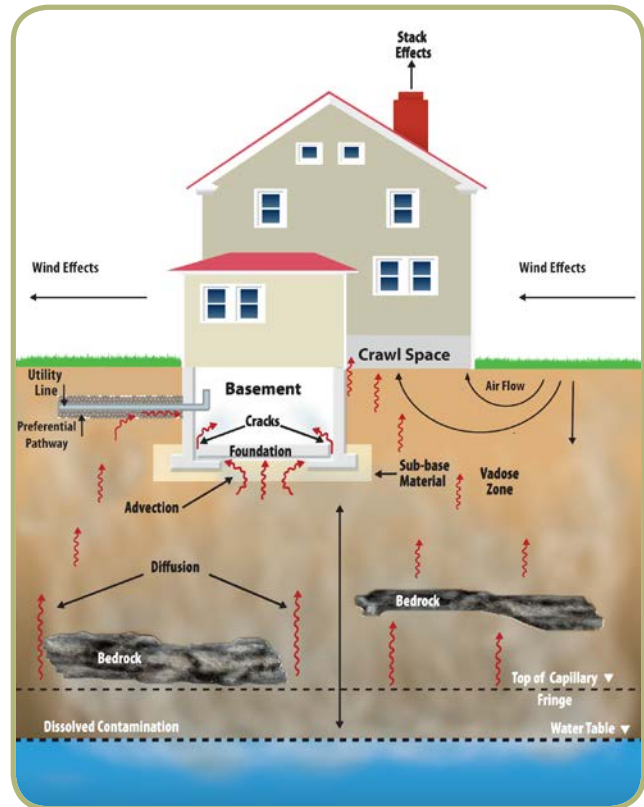 Stack
Effects
Wind Effects
Wind Effects
Crawl Space
Utility
Line
Basement
Air Flow
Preferential
Pathway
Cracks
Foundation
Sub-base
Material
Vadose
Zone
Advection
Diffusion
Bedrock
Bedrock
Top of Capillary ▼
Fringe
Dissolved Contamination
Water Table ▼